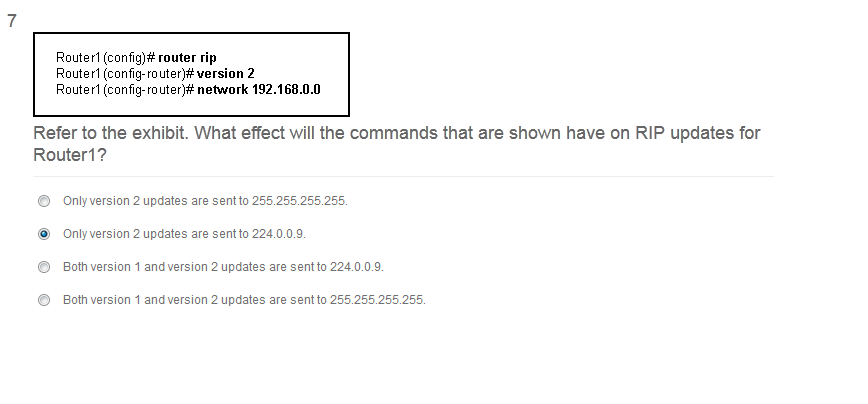 7
Router1(config)# router rip
Router1(config-router)# version 2
Router1(config-router)# network 192.168.0.0
Refer to the exhibit. What effect will the commands that are shown have on RIP updates for
Router1?
Only version 2 updates are sent to 255.255.255.255.
Only version 2 updates are sent to 224.0.0.9.
Both version 1 and version 2 updates are sent to 224.0.0.9.
Both version 1 and version 2 updates are sent to 255.255.255.255.